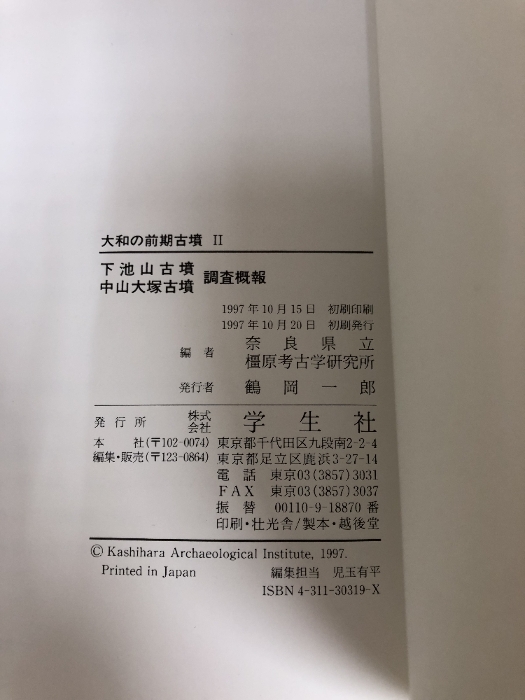 大和の前期古墳 II
下池山古墳
中山大塚古墳 調査概報
1997年10月15日 初刷印刷
1997年10月20日 初刷発行
編者 奈良県立
橿原考古学研究所
発行者 鶴岡一郎
発行所 株式会社 学生社
本社(〒102-0074) 東京都千代田区九段南2-2-4
編集・販売(〒123-0864) 東京都足立区鹿浜3-27-14
電話 東京03(3857)3031
FAX 東京03(3857)3037
振替 00110-9-18870番
印刷・壮光舎/製本・越後堂
© Kashihara Archaeological Institute, 1997.
Printed in Japan 編集担当 児玉有平
ISBN 4-311-30319-X